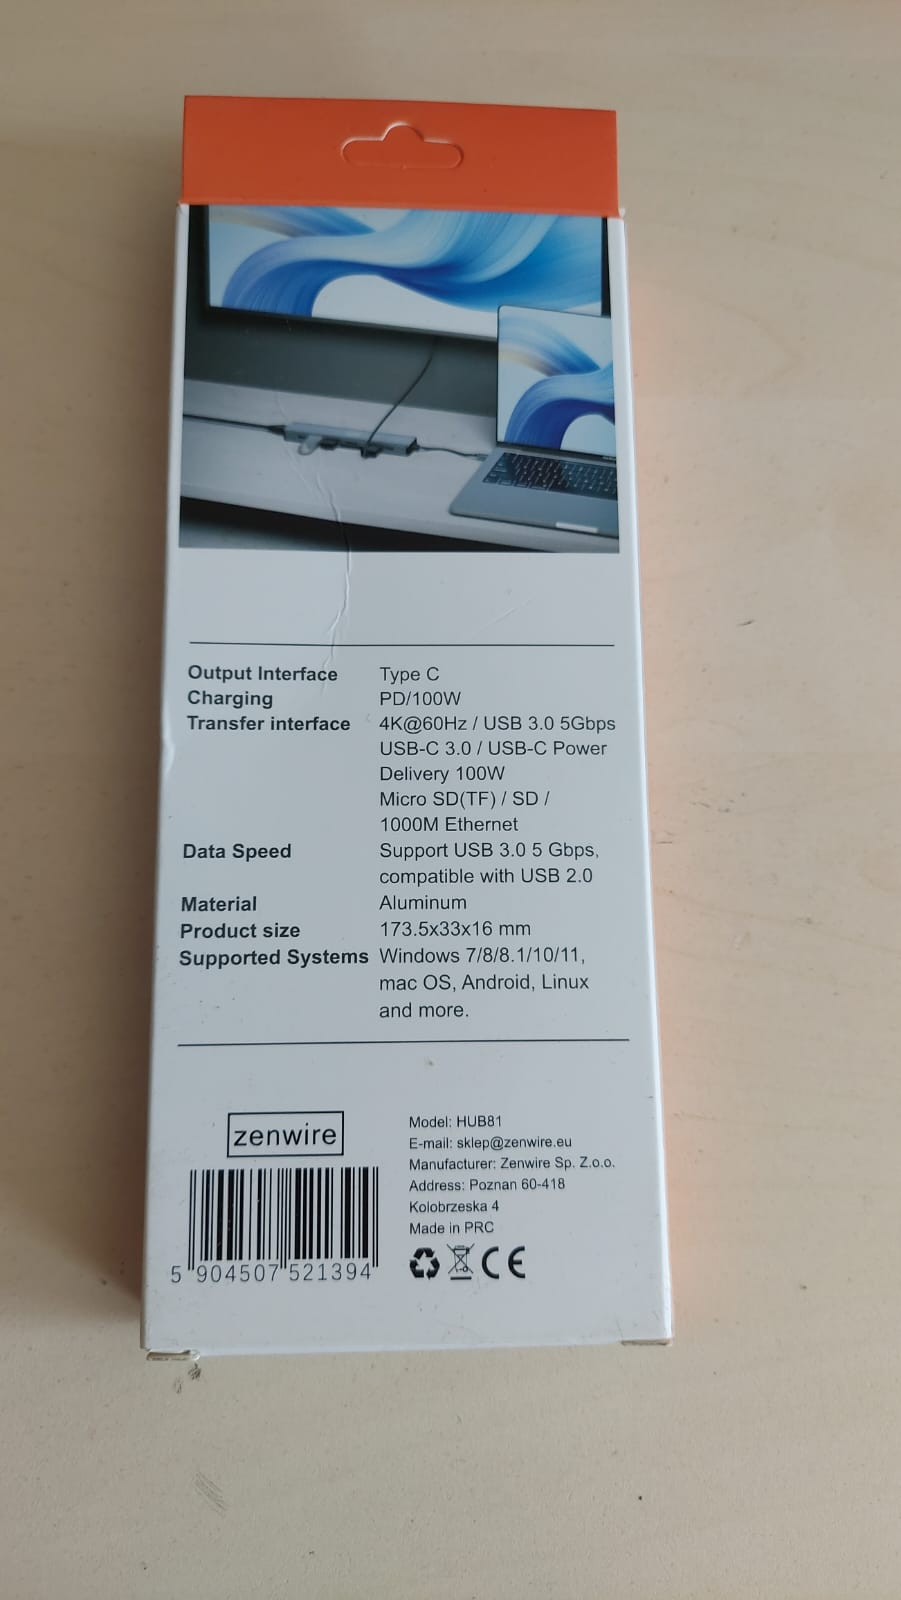 Output Interface Type C
Charging PD/100W
Transfer interface 4K@60Hz / USB 3.0 5Gbps
USB-C 3.0 / USB-C Power
Delivery 100W
Micro SD(TF) / SD /
1000M Ethernet
Data Speed Support USB 3.0 5 Gbps,
compatible with USB 2.0
Material Aluminum
Product size 173.5x33x16 mm
Supported Systems Windows 7/8/8.1/10/11,
mac OS, Android, Linux
and more.
zenwire
5 904507 521394
Model: HUB81
E-mail: sklep@zenwire.eu
Manufacturer: Zenwire Sp. Z.o.o.
Address: Poznan 60-418
Kolobrzeska 4
Made in PRC
CE